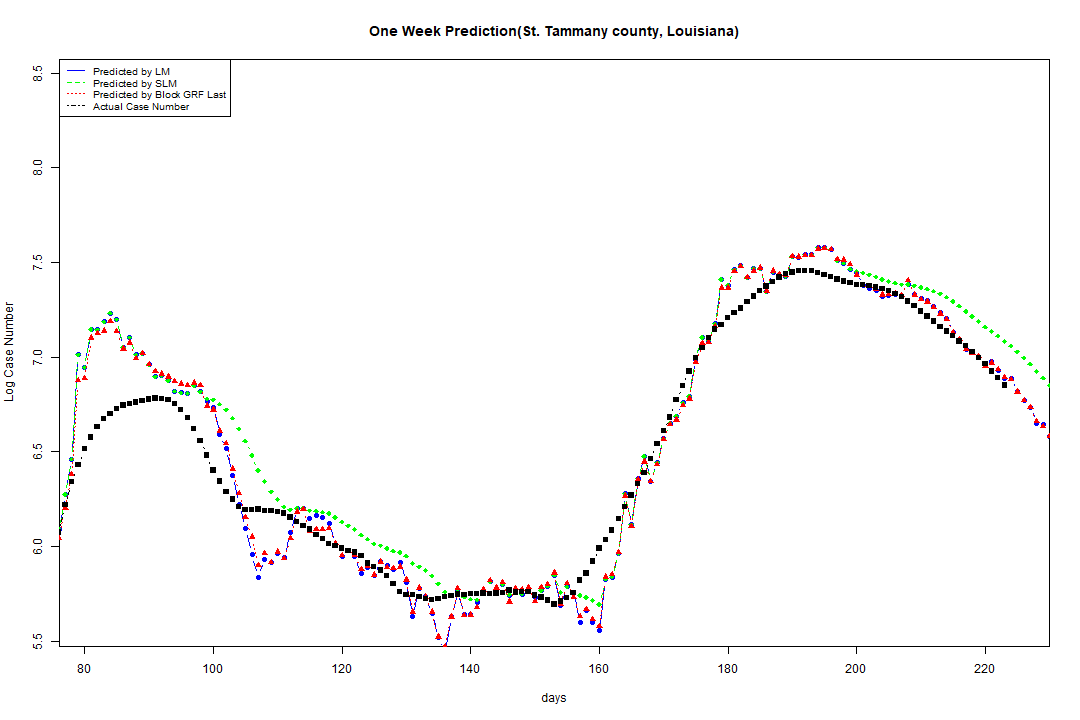 One Week Prediction(St. Tammany county, Louisiana)
Predicted by LM
Predicted by SLM
Predicted by Block GRF Last
Actual Case Number
Log Case Number
8.5
8.0
7.5
7.0
6.5
6.0
5.5
80 100 120 140 160 180 200 220
days